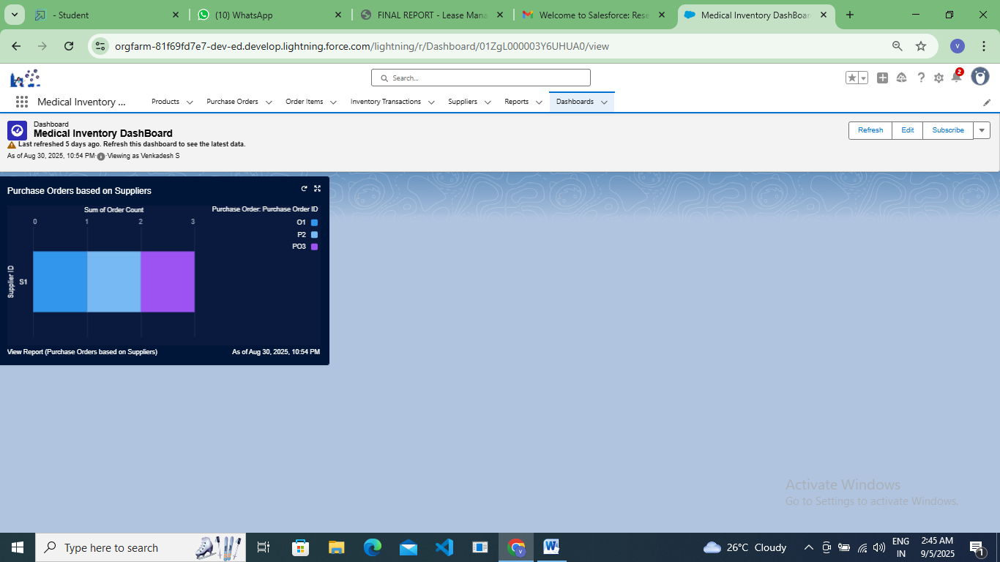 - Student
(10) WhatsApp
FINAL REPORT - Lease Mana
Welcome to Salesforce: Rese
Medical Inventory DashBoar
orgfarm-81f69fd7e7-dev-ed.develop.lightning.force.com/lightning/r/Dashboard/01ZgL000003Y6UHUA0/view
V
Search...
2
Medical Inventory ...
Products
Purchase Orders
Order Items
Inventory Transactions
Suppliers
Reports
Dashboards
Dashboard
Medical Inventory DashBoard
Last refreshed 5 days ago. Refresh this dashboard to see the latest data.
As of Aug 30, 2025, 10:54 PM·Viewing as Venkadesh S
Refresh
Edit
Subscribe
Purchase Orders based on Suppliers
Sum of Order Count
0 1 2 3
Purchase Order: Purchase Order ID
O1
P2
PO3
Supplier ID
S1
View Report (Purchase Orders based on Suppliers)
As of Aug 30, 2025, 10:54 PM
Activate Windows
Go to Settings to activate Windows.
Type here to search
26°C Cloudy
ENG
IN
2:45 AM
9/5/2025
1